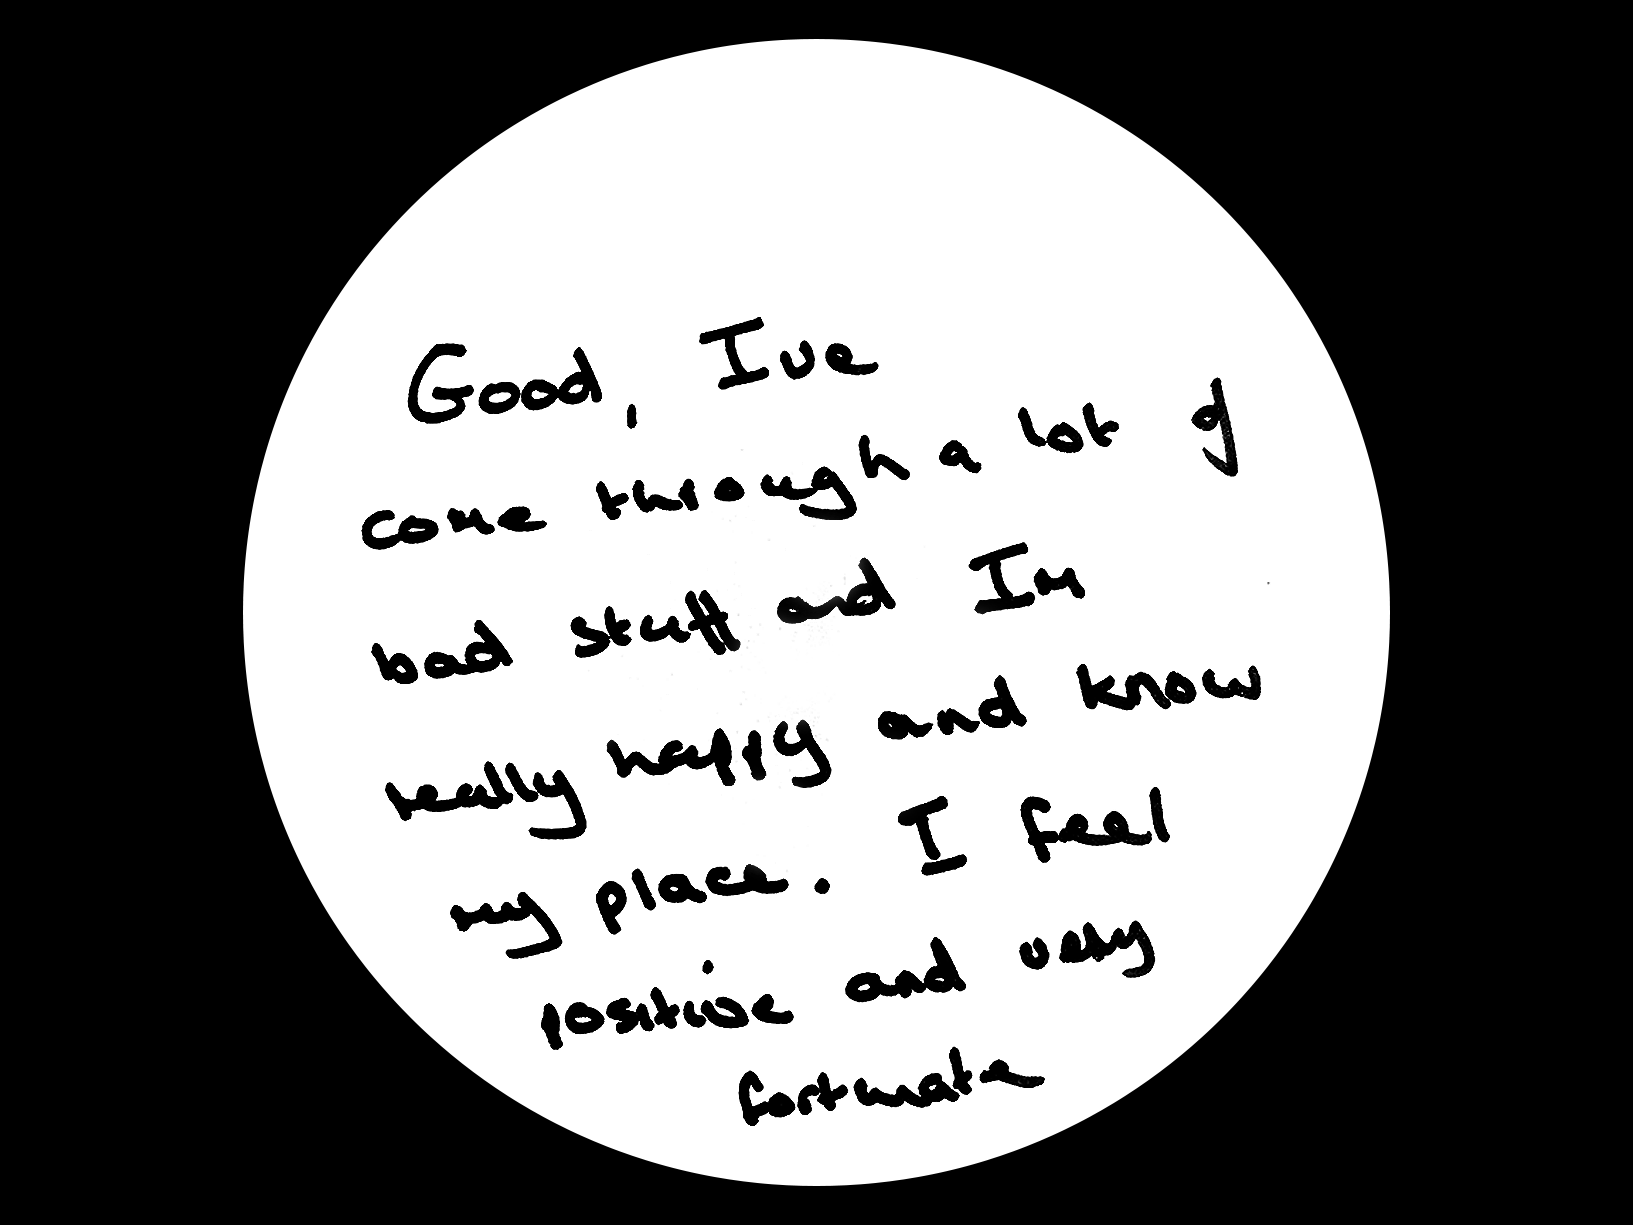 Good, Ive
come through a lot of
bad stuff and Im
really happy and know
my place. I feel
positive and very
fortunate